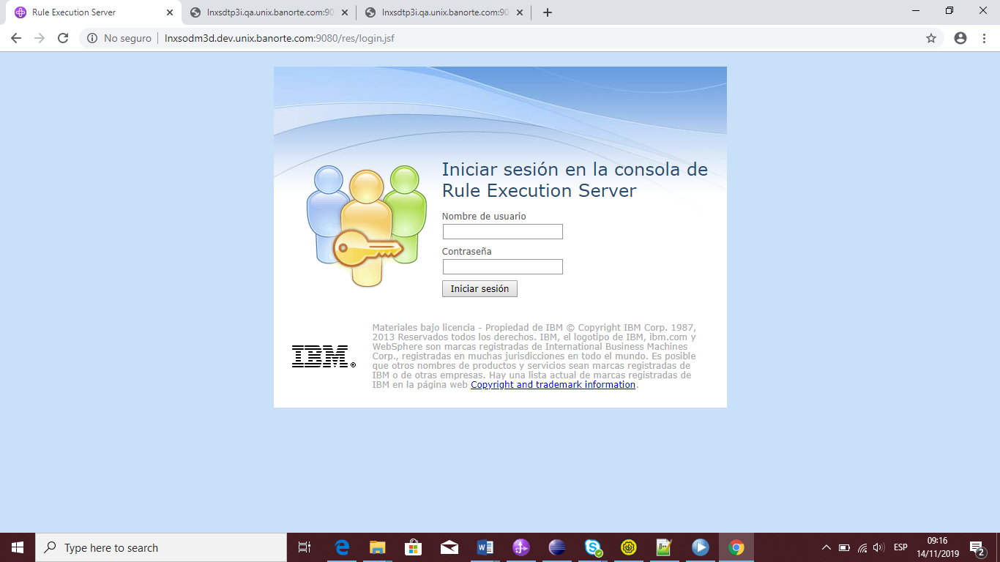 Rule Execution Server
lnxsdtp3i.qa.unix.banorte.com:90
lnxsdtp3i.qa.unix.banorte.com:90
No seguro
lnxsodm3d.dev.unix.banorte.com:9080/res/login.jsf
Iniciar sesión en la consola de
Rule Execution Server
Nombre de usuario
Contraseña
Iniciar sesión
Materiales bajo licencia - Propiedad de IBM © Copyright IBM Corp. 1987,
2013 Reservados todos los derechos. IBM, el logotipo de IBM, ibm.com y
WebSphere son marcas registradas de International Business Machines
Corp., registradas en muchas jurisdicciones en todo el mundo. Es posible
que otros nombres de productos y servicios sean marcas registradas de
IBM o de otras empresas. Hay una lista actual de marcas registradas de
IBM en la página web Copyright and trademark information.
IBM®
Type here to search
ESP
09:16
14/11/2019
2